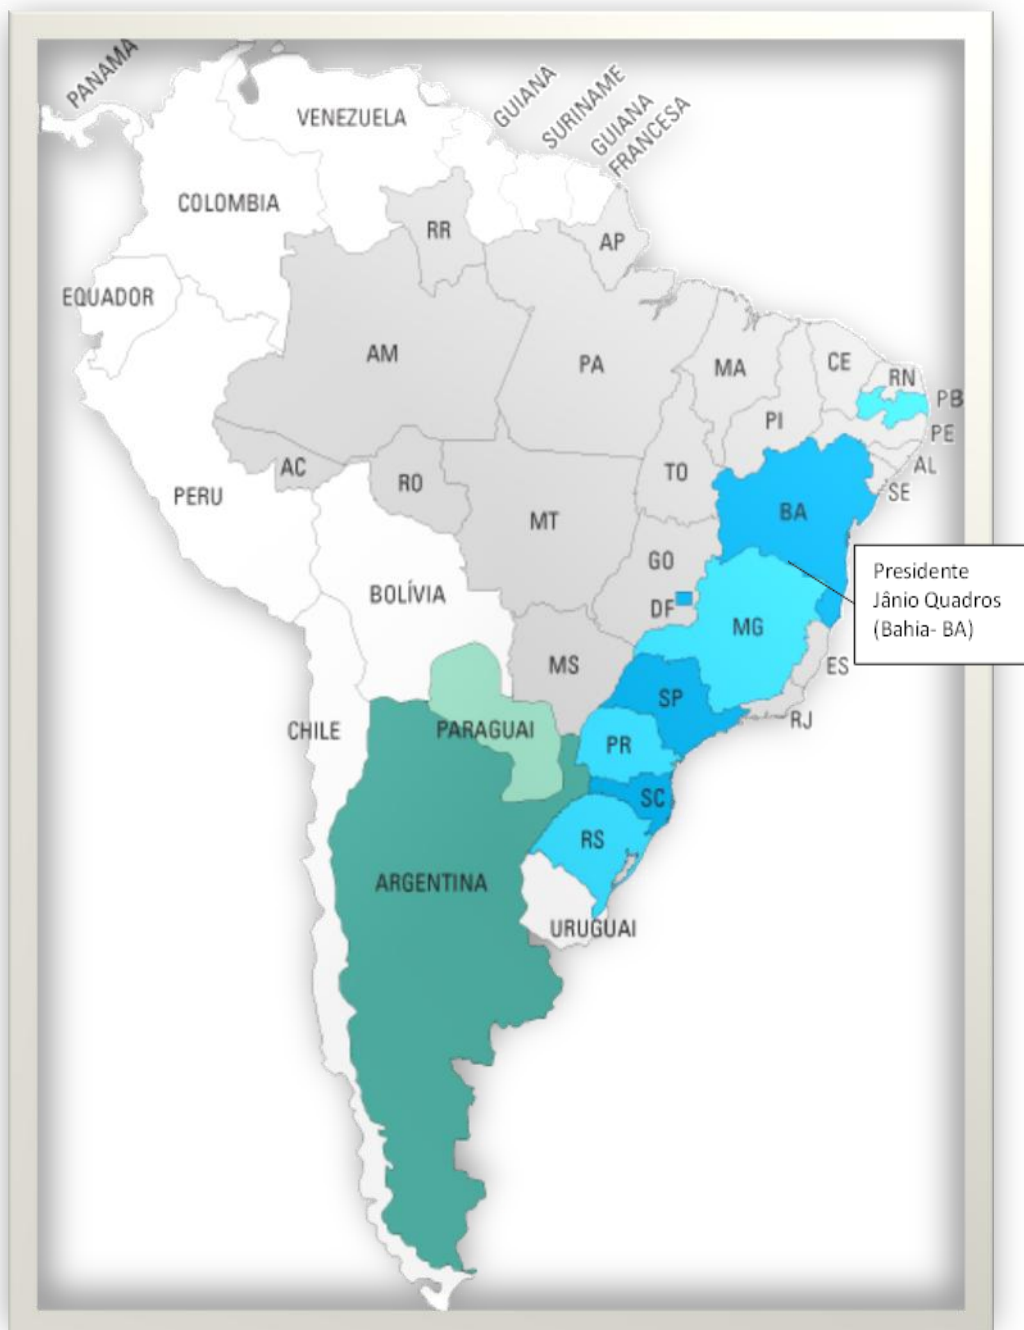 PANAMA
VENEZUELA
GUIANA
SURINAME
GUIANA
FRANCESA
COLOMBIA
RR
AP
EQUADOR
AM
PA
MA
CE
RN
PB
PI
PE
AL
SE
AC
RO
TO
PERU
MT
BA
GO
BOLÍVIA
DF
MG
Presidente
Jânio Quadros
(Bahia- BA)
MS
ES
SP
RJ
CHILE
PARAGUAI
PR
SC
RS
ARGENTINA
URUGUAI